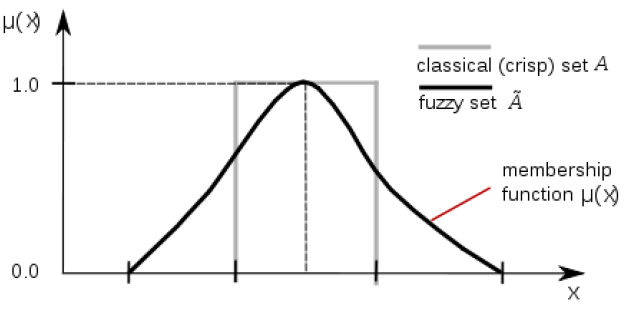 μ(x)
1.0
0.0
classical (crisp) set A
fuzzy set Ã
membership
function μ(x)
x